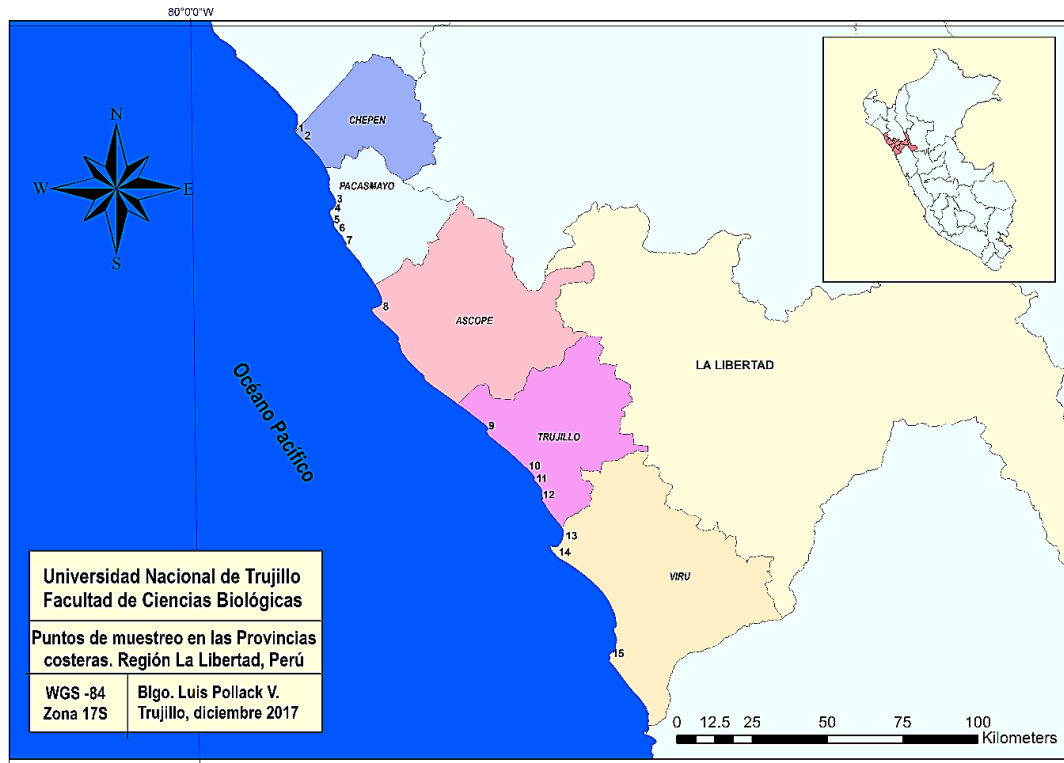 80°0'0"W
N
W
E
S
1
2
CHEPEN
PACASMAYO
3
4
5
6
7
8
ASCOPE
LA LIBERTAD
Océano Pacífico
9
TRUJILLO
10
11
12
13
14
VIRU
15
Universidad Nacional de Trujillo
Facultad de Ciencias Biológicas
Puntos de muestreo en las Provincias
costeras. Región La Libertad, Perú
WGS -84
Zona 17S
Blgo. Luis Pollack V.
Trujillo, diciembre 2017
0 12.5 25 50 75 100
Kilometers